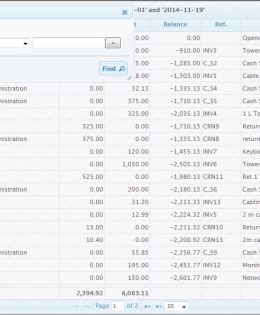 -01' and '2014-11-19'
Balance Ref.
0.00 0.00 Openi
0.00 −910.00 INV3 Towe
75.00 −1,285.00 C_S2 Cash S
8.00 −1,303.00 INV1 Cable
nistration 0.00 32.13 −1,335.13 C_S4 Cash S
nistration 0.00 375.00 −1,710.13 C_S5 Cash S
0.00 325.00 −2,035.13 INV4 1 L To
325.00 0.00 −1,710.13 CRN9 Return
375.00 0.00 −1,335.13 CRN8 return
0.00 120.00 −1,455.13 INV7 Keybo
0.00 1,050.00 −2,505.13 INV6 Tower
525.00 0.00 −1,980.13 CRN11 Ret 1
nistration 0.00 200.00 −2,180.13 C_S6 Cash S
0.00 31.20 −2,211.33 INV13 Cablin
nistration 0.00 12.99 −2,224.32 INV5 2 m ca
13.00 0.00 −2,211.32 CRN10 Return
10.40 0.00 −2,200.92 CRN13 2m ca
nistration 0.00 55.85 −2,256.77 C_S9 Cash S
0.00 195.00 −2,451.77 INV12 Monito
0.00 150.00 −2,601.77 INV9 Netwo
2,394.92 6,083.11
Find
Page 1 of 2 20